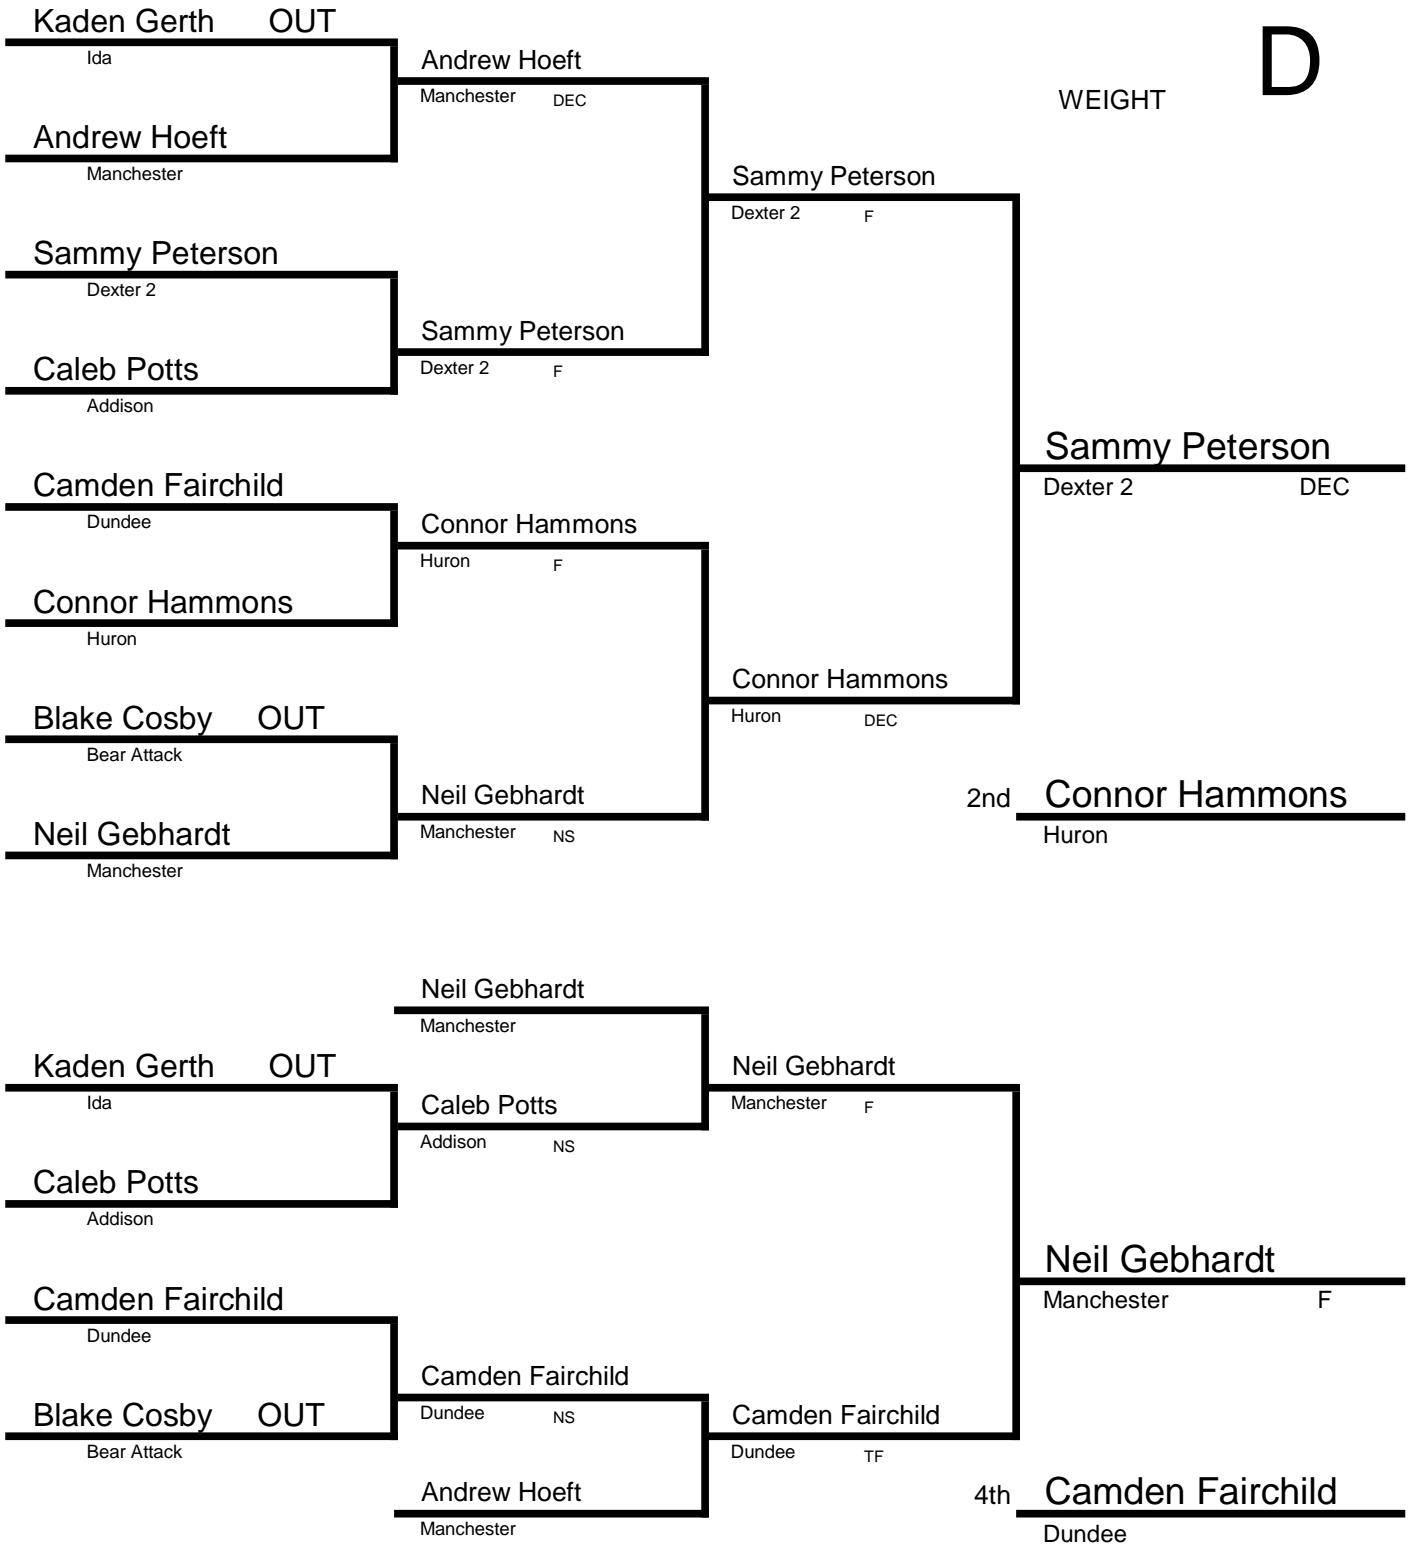 Kaden Gerth OUT
Ida
Andrew Hoeft
Manchester DEC
D
WEIGHT
Andrew Hoeft
Manchester
Sammy Peterson
Dexter 2 F
Sammy Peterson
Dexter 2
Sammy Peterson
Dexter 2 F
Caleb Potts
Addison
Sammy Peterson
Dexter 2 DEC
Camden Fairchild
Dundee
Connor Hammons
Huron F
Connor Hammons
Huron
Connor Hammons
Huron DEC
Blake Cosby OUT
Bear Attack
Neil Gebhardt
Manchester NS
2nd Connor Hammons
Huron
Neil Gebhardt
Manchester
Neil Gebhardt
Manchester
Kaden Gerth OUT
Ida
Neil Gebhardt
Manchester F
Caleb Potts
Addison NS
Caleb Potts
Addison
Neil Gebhardt
Manchester F
Camden Fairchild
Dundee
Camden Fairchild
Dundee NS
Blake Cosby OUT
Bear Attack
Camden Fairchild
Dundee TF
Andrew Hoeft
Manchester
4th Camden Fairchild
Dundee